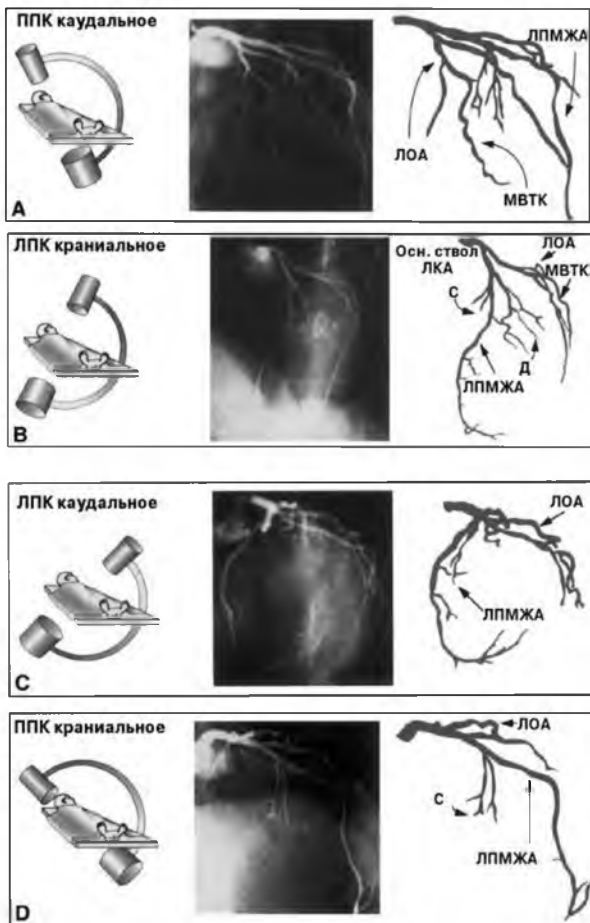 ППК каудальное
ЛПМЖА
ЛОА
МВТК
A
ЛПК краниальное
Осн. ствол
ЛКА
ЛОА
МВТК
С
ЛПМЖА
Д
B
ЛПК каудальное
ЛОА
ЛПМЖА
C
ППК краниальное
ЛОА
С
ЛПМЖА
D